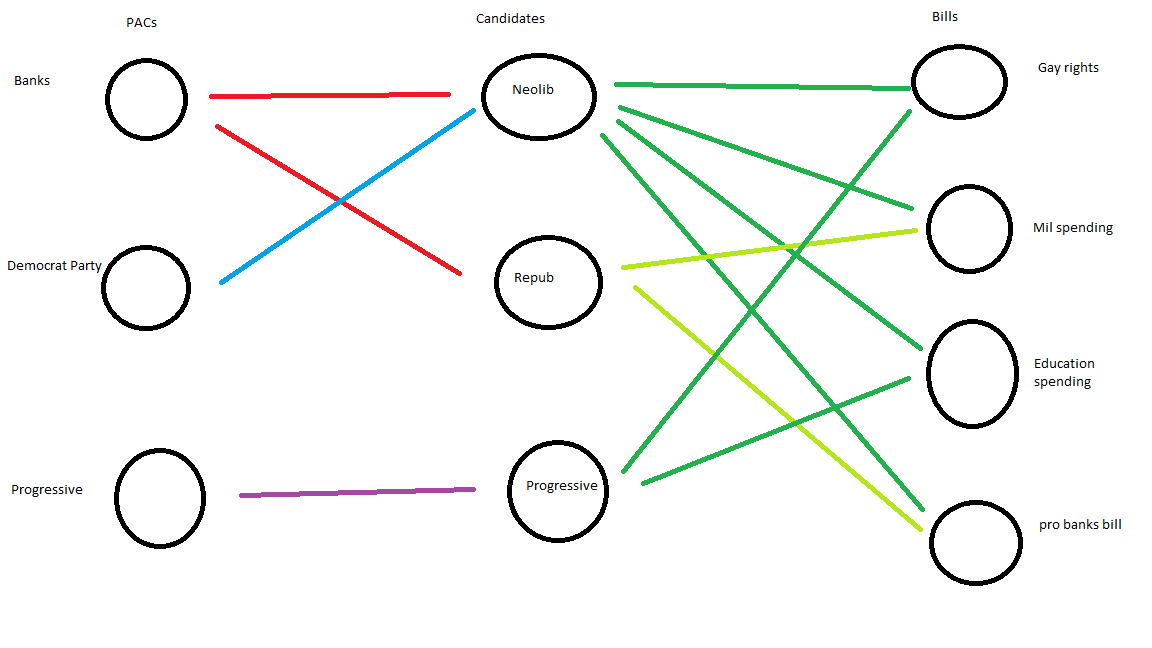 PACs
Candidates
Bills
Banks
Neolib
Gay rights
Democrat Party
Repub
Mil spending
Education
spending
Progressive
Progressive
pro banks bill